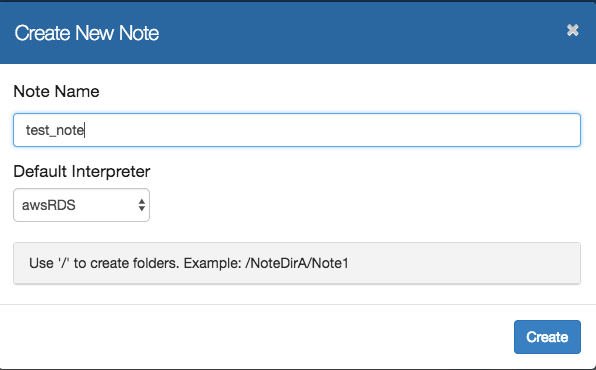 Create New Note
Note Name
test_note
Default Interpreter
awsRDS
Use '/' to create folders. Example: /NoteDirA/Note1
Create